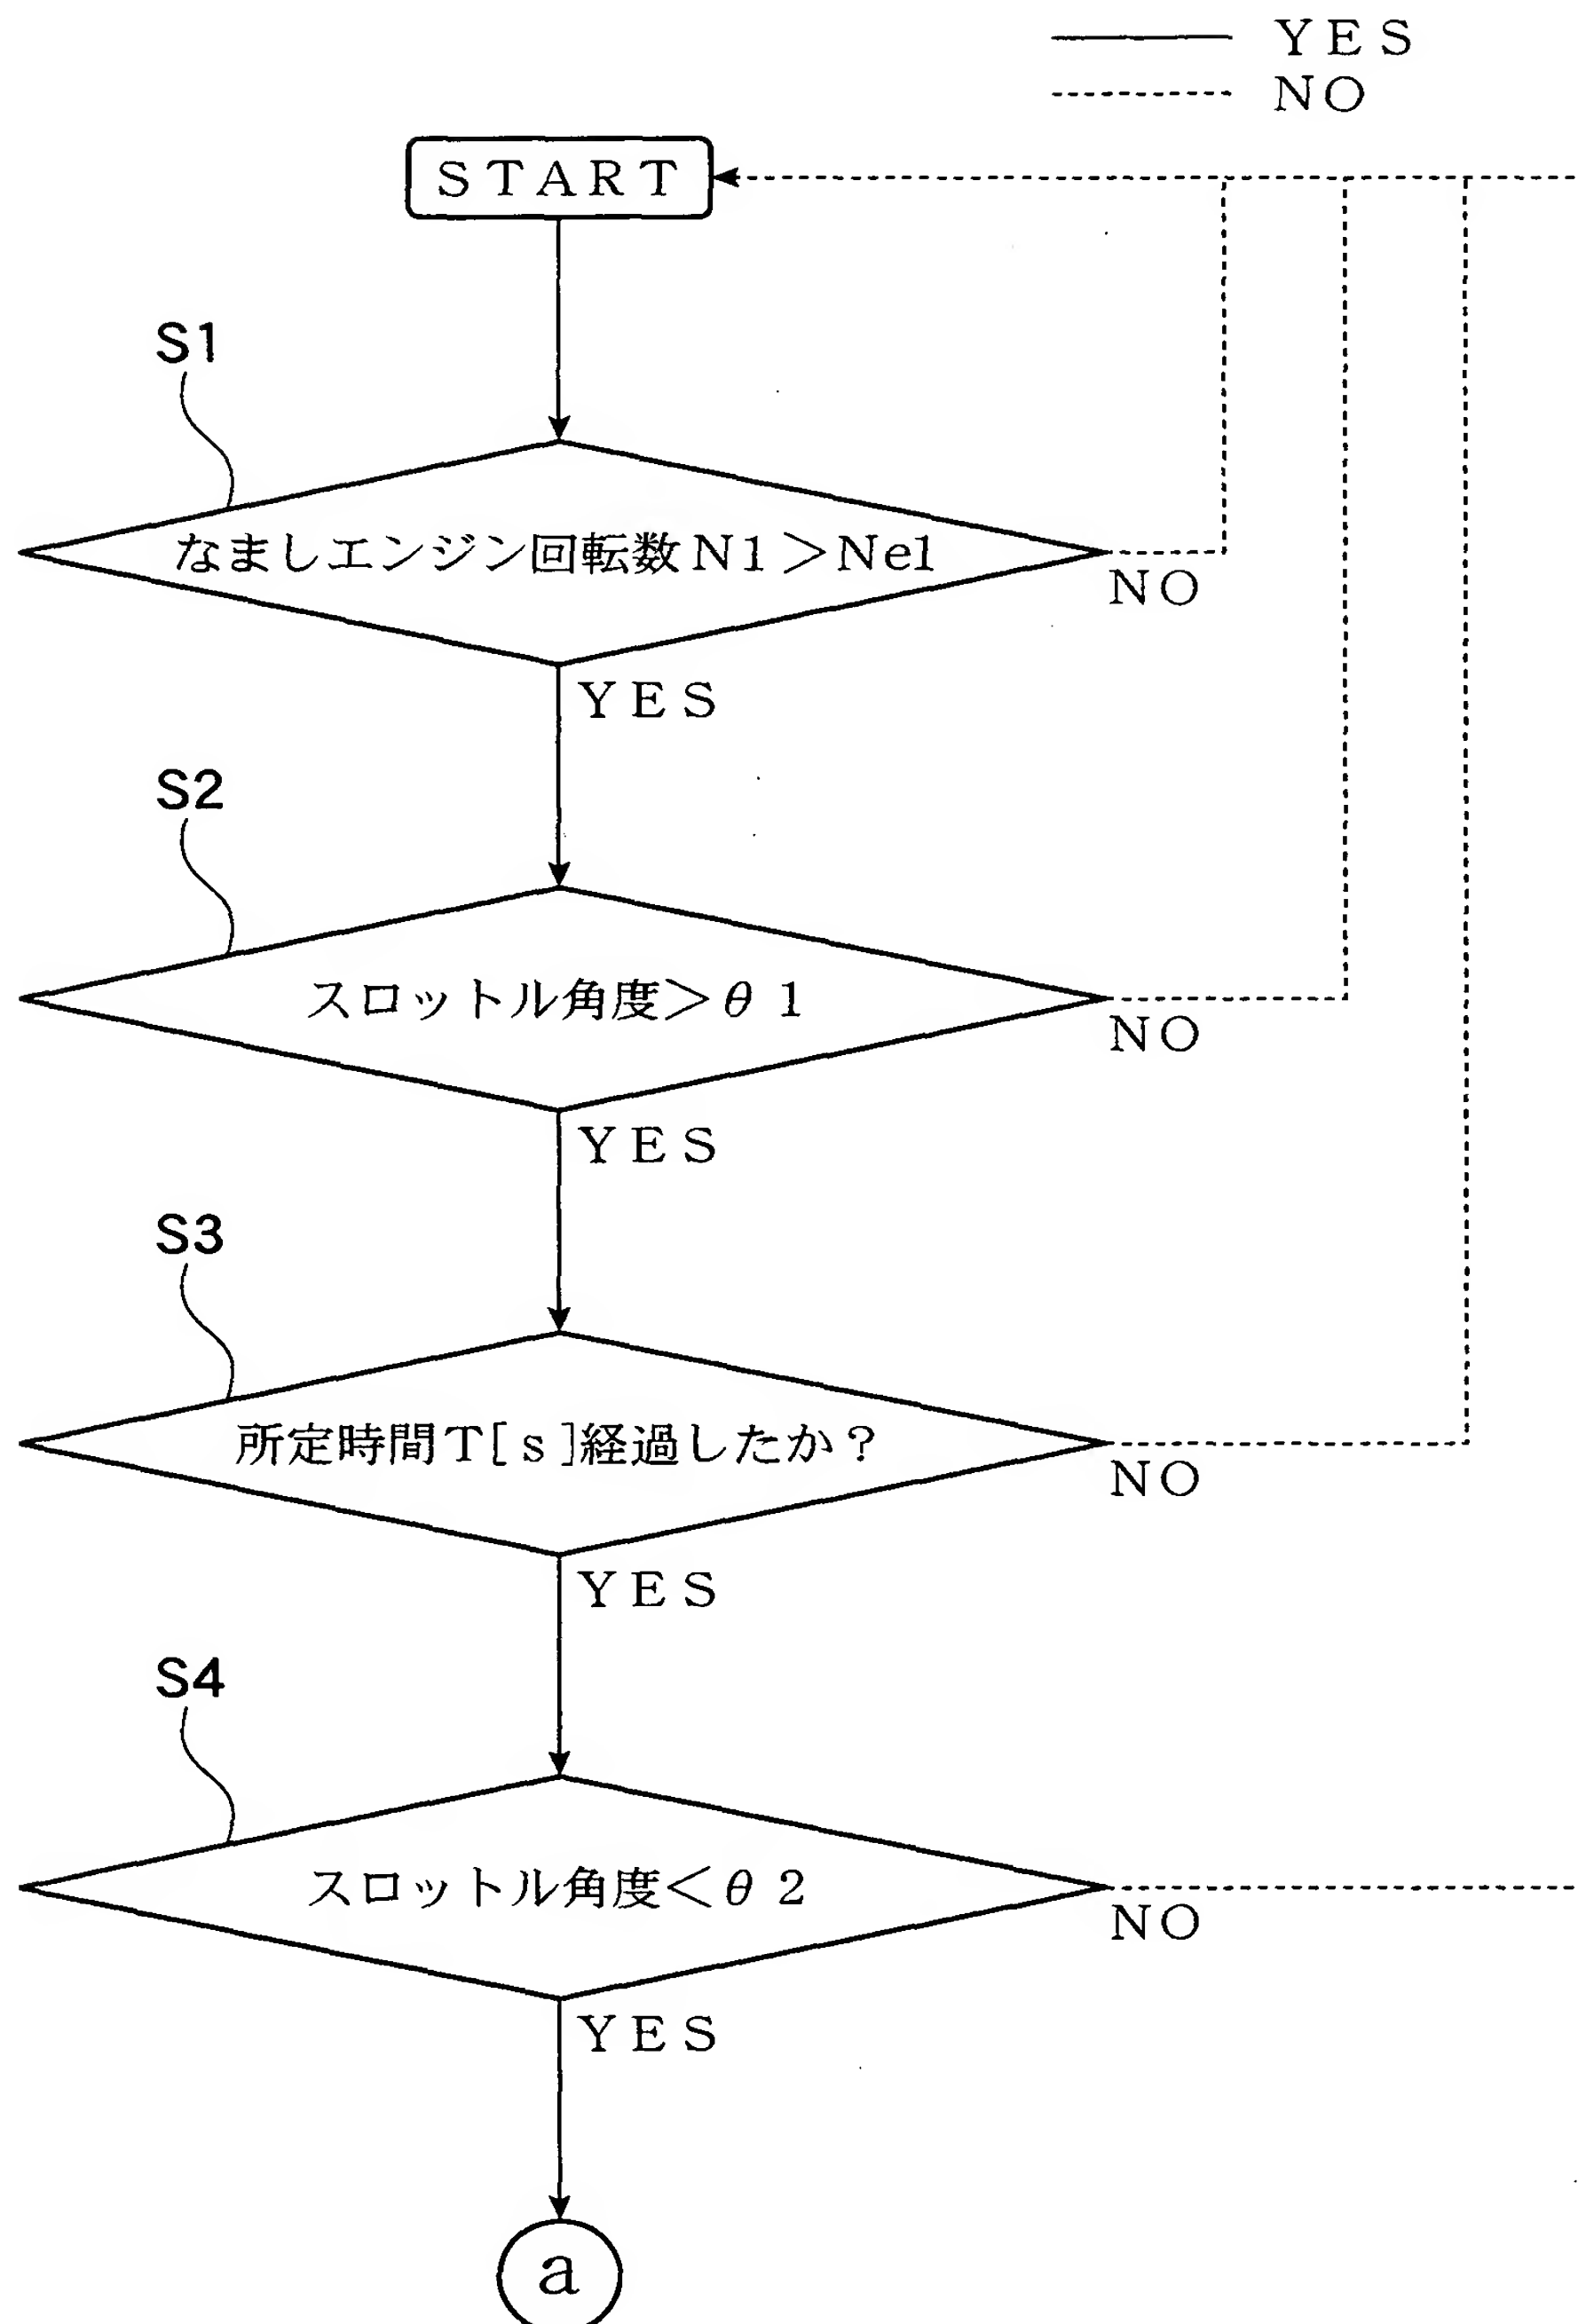 YES
NO
START
S1
なましエンジン回転数N1＞Ne1
NO
YES
S2
スロットル角度＞θ1
NO
YES
S3
所定時間T[s]経過したか？
NO
YES
S4
スロットル角度＜θ2
NO
YES
a